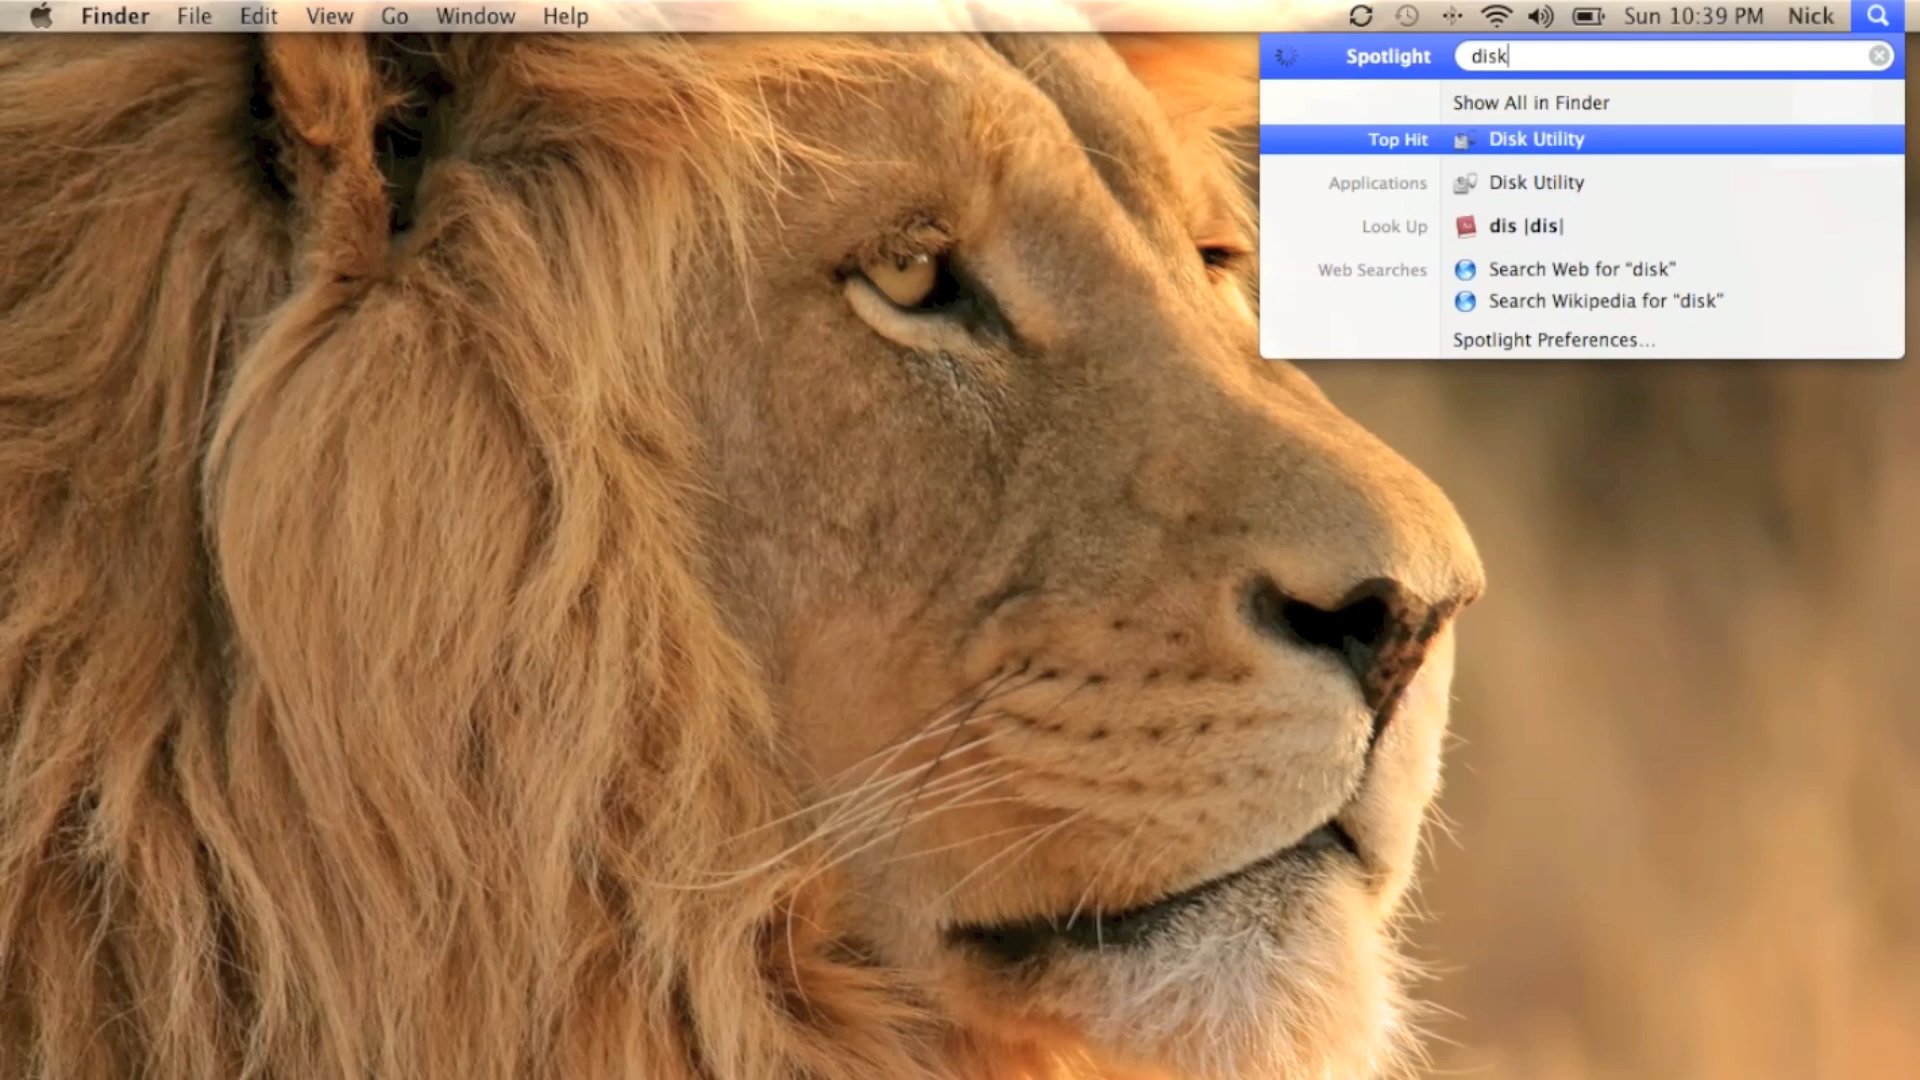 Finder File Edit View Go Window Help Sun 10:39 PM Nick
Spotlight disk
Show All in Finder
Top Hit Disk Utility
Applications Disk Utility
Look Up dis |dis|
Web Searches Search Web for “disk”
Search Wikipedia for “disk”
Spotlight Preferences...